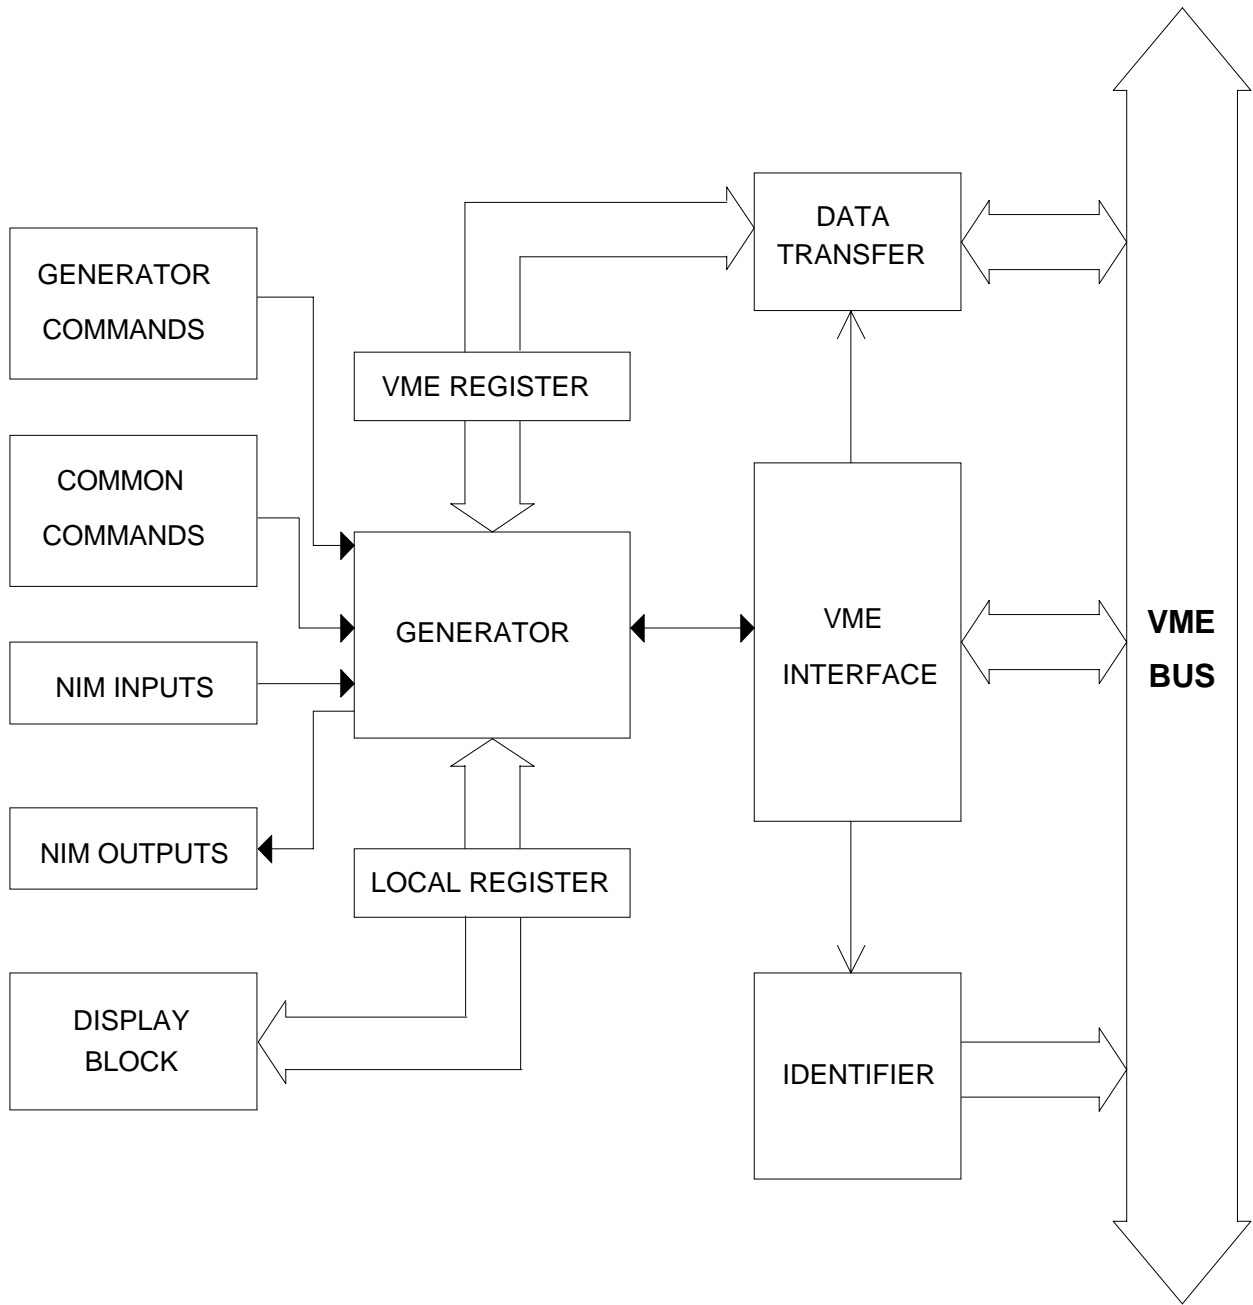 DATA
TRANSFER
GENERATOR
COMMANDS
VME REGISTER
COMMON
COMMANDS
GENERATOR
VME
INTERFACE
VME
BUS
NIM INPUTS
NIM OUTPUTS
LOCAL REGISTER
DISPLAY
BLOCK
IDENTIFIER